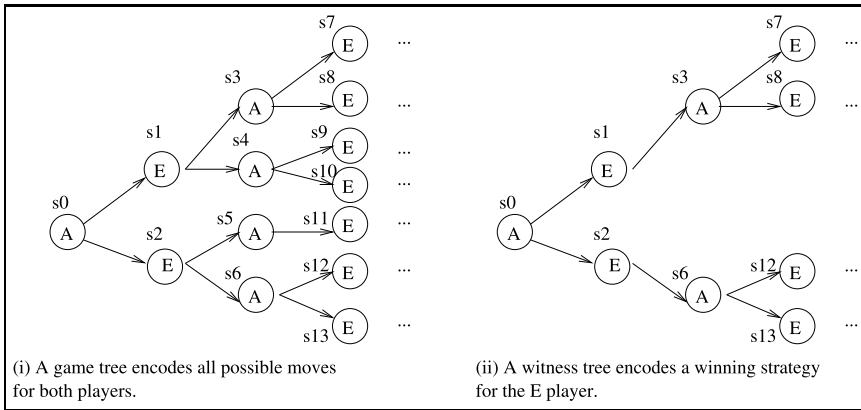 s7
E
...
s3
s8
A
E
...
s1
s4
s9
E
...
E
A
s10
E
...
s0
A
s5
s11
A
E
...
s2
E
s6
s12
E
...
A
s13
E
...
(i) A game tree encodes all possible moves
for both players.
s7
E
...
s3
s8
A
E
...
s1
E
s0
A
s2
E
s6
s12
E
...
A
s13
E
...
(ii) A witness tree encodes a winning strategy
for the E player.